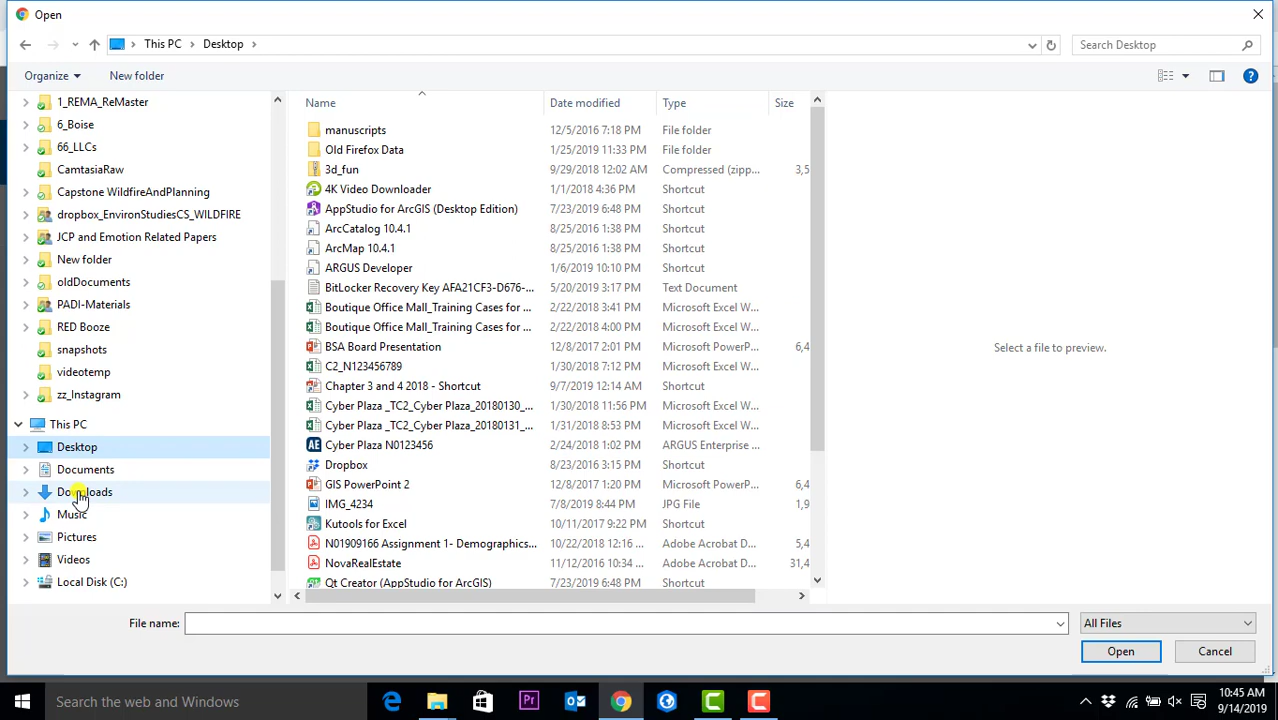 Open
This PC
Desktop
Search Desktop
Organize
New folder
1_REMA_ReMaster
6_Boise
66_LLCs
CamtasiaRaw
Capstone WildfireAndPlanning
dropbox_EnvironStudiesCS_WILDFIRE
JCP and Emotion Related Papers
New folder
oldDocuments
PADI-Materials
RED Booze
snapshots
videotemp
zz_Instagram
This PC
Desktop
Documents
Downloads
Music
Pictures
Videos
Local Disk (C:)
Name Date modified Type Size
manuscripts 12/5/2016 7:18 PM File folder
Old Firefox Data 1/25/2019 11:33 PM File folder
3d_fun 9/29/2018 12:02 AM Compressed (zipp... 3,5
4K Video Downloader 1/1/2018 4:36 PM Shortcut
AppStudio for ArcGIS (Desktop Edition) 7/23/2019 6:48 PM Shortcut
ArcCatalog 10.4.1 8/25/2016 1:38 PM Shortcut
ArcMap 10.4.1 8/25/2016 1:38 PM Shortcut
ARGUS Developer 1/6/2019 10:10 PM Shortcut
BitLocker Recovery Key AFA21CF3-D676-... 5/20/2019 3:17 PM Text Document
Boutique Office Mall_Training Cases for ... 2/22/2018 3:41 PM Microsoft Excel W...
Boutique Office Mall_Training Cases for ... 2/22/2018 4:00 PM Microsoft Excel W...
BSA Board Presentation 12/8/2017 2:01 PM Microsoft PowerP... 6,4
C2_N123456789 1/30/2018 7:12 PM Microsoft Excel W...
Chapter 3 and 4 2018 - Shortcut 9/7/2019 12:14 AM Shortcut
Cyber Plaza _TC2_Cyber Plaza_20180130_... 1/30/2018 11:56 PM Microsoft Excel W...
Cyber Plaza _TC2_Cyber Plaza_20180131_... 1/31/2018 8:53 PM Microsoft Excel W...
Cyber Plaza N0123456 2/24/2018 1:02 PM ARGUS Enterprise ...
Dropbox 8/23/2016 3:15 PM Shortcut
GIS PowerPoint 2 12/8/2017 1:20 PM Microsoft PowerP... 6,4
IMG_4234 7/8/2019 8:44 PM JPG File 1,9
Kutools for Excel 10/11/2017 9:22 PM Shortcut
N01909166 Assignment 1- Demographics... 10/22/2018 12:16 ... Adobe Acrobat D... 5,4
NovaRealEstate 11/12/2016 10:34 ... Adobe Acrobat D... 31,4
Qt Creator (AppStudio for ArcGIS) 7/23/2019 6:48 PM Shortcut
Select a file to preview.
File name:
All Files
Open
Cancel
Search the web and Windows
10:45 AM
9/14/2019